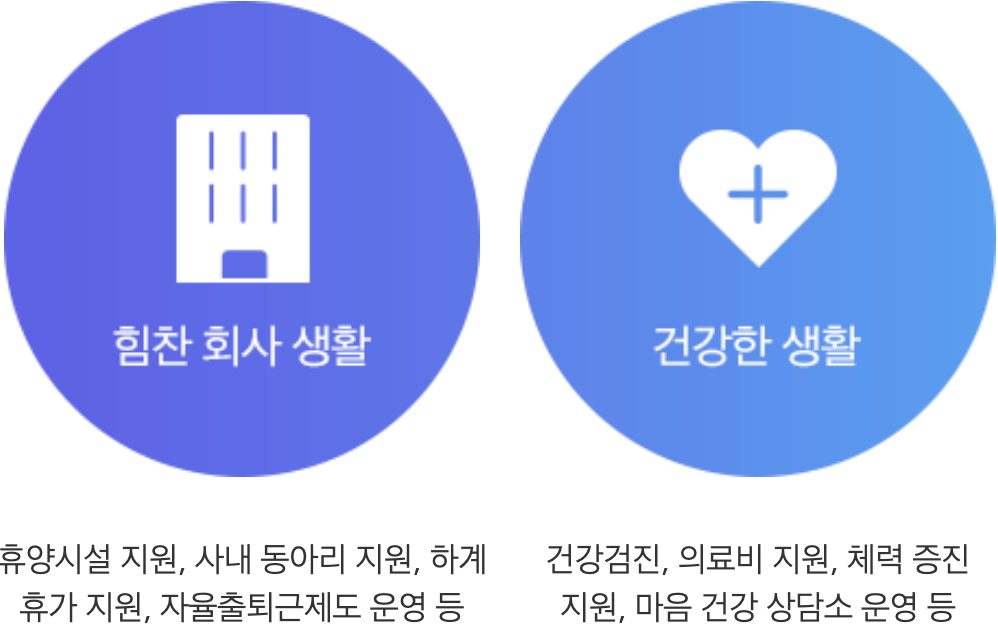 힘찬 회사 생활
건강한 생활
휴양시설 지원, 사내 동아리 지원, 하계
휴가 지원, 자율출퇴근제도 운영 등
건강검진, 의료비 지원, 체력 증진
지원, 마음 건강 상담소 운영 등